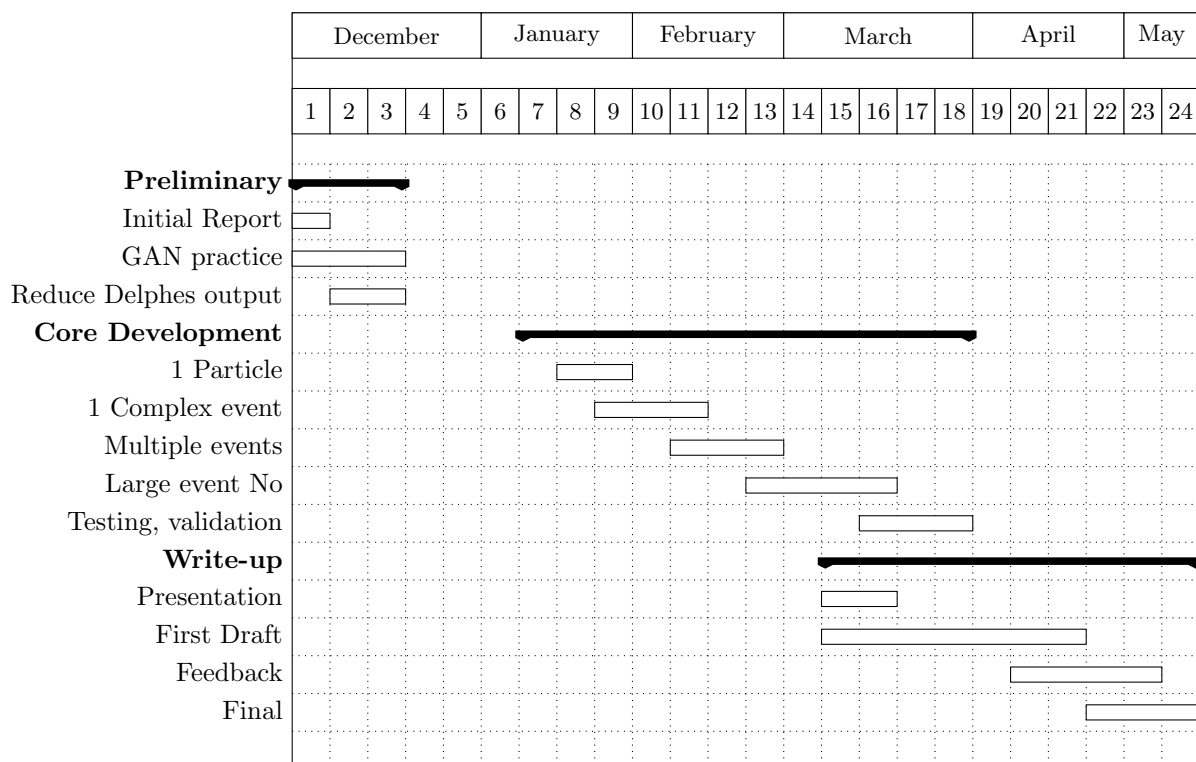 December January February March April May
1 2 3 4 5 6 7 8 9 10 11 12 13 14 15 16 17 18 19 20 21 22 23 24
Preliminary
Initial Report
GAN practice
Reduce Delphes output
Core Development
1 Particle
1 Complex event
Multiple events
Large event No
Testing, validation
Write-up
Presentation
First Draft
Feedback
Final